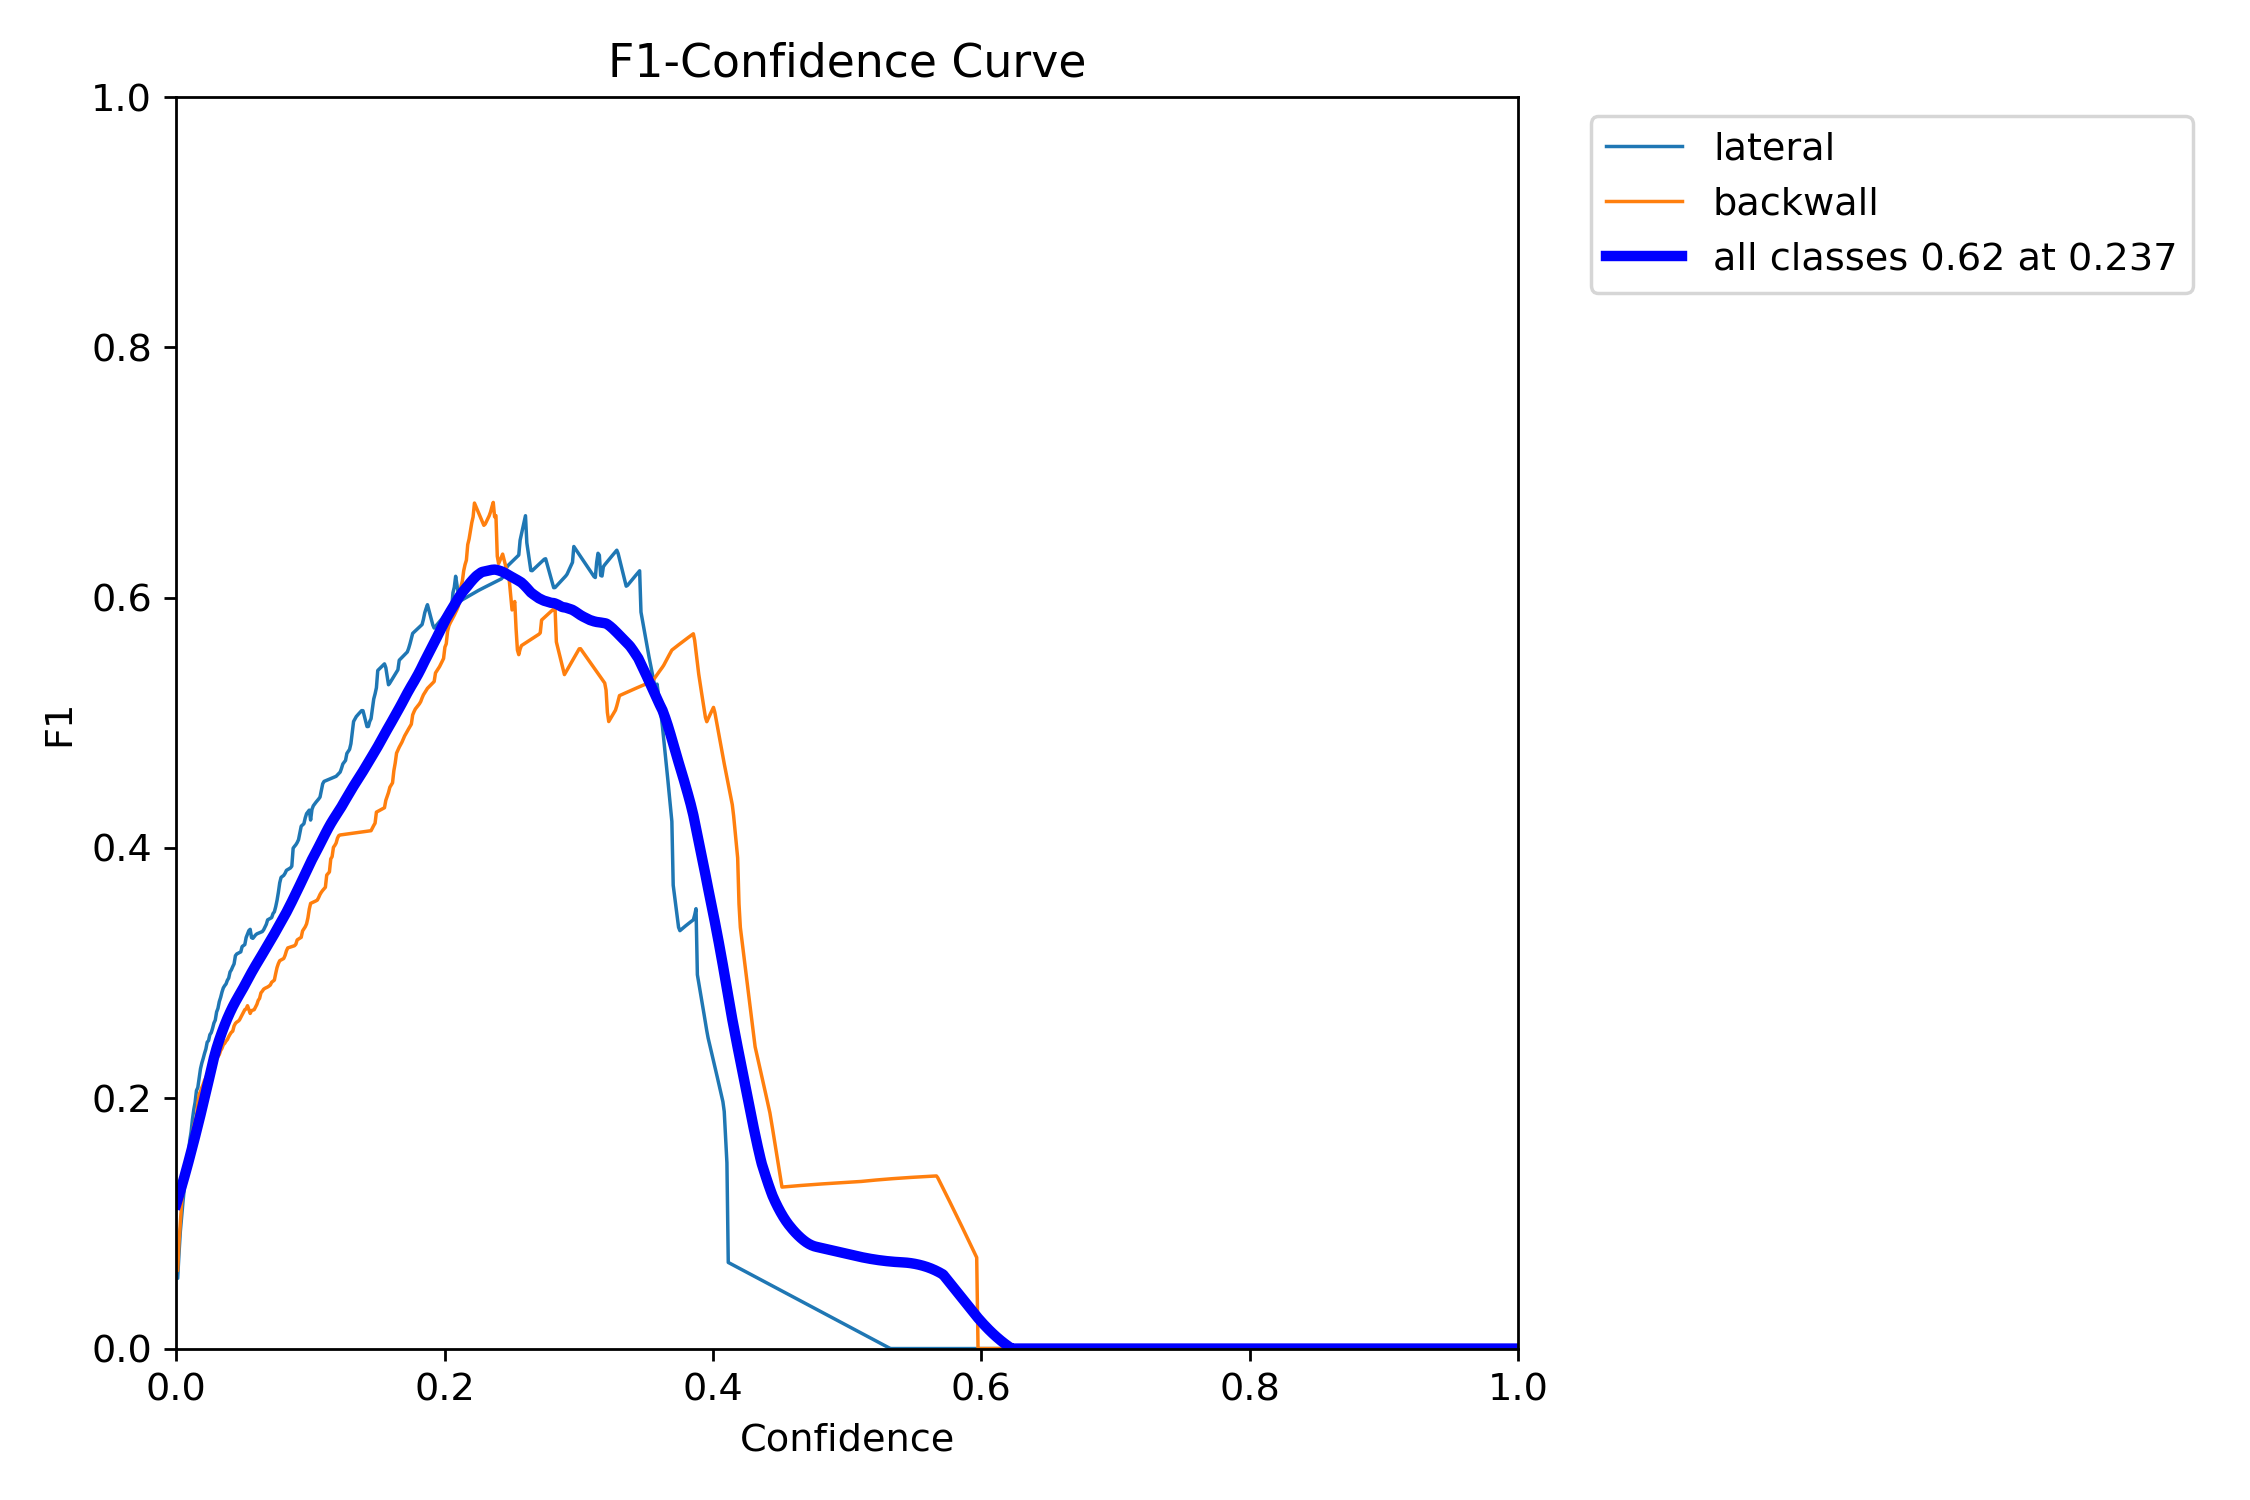 F1-Confidence Curve
1.0
0.8
0.6
0.4
0.2
0.0
F1
0.0 0.2 0.4 0.6 0.8 1.0
Confidence
lateral
backwall
all classes 0.62 at 0.237